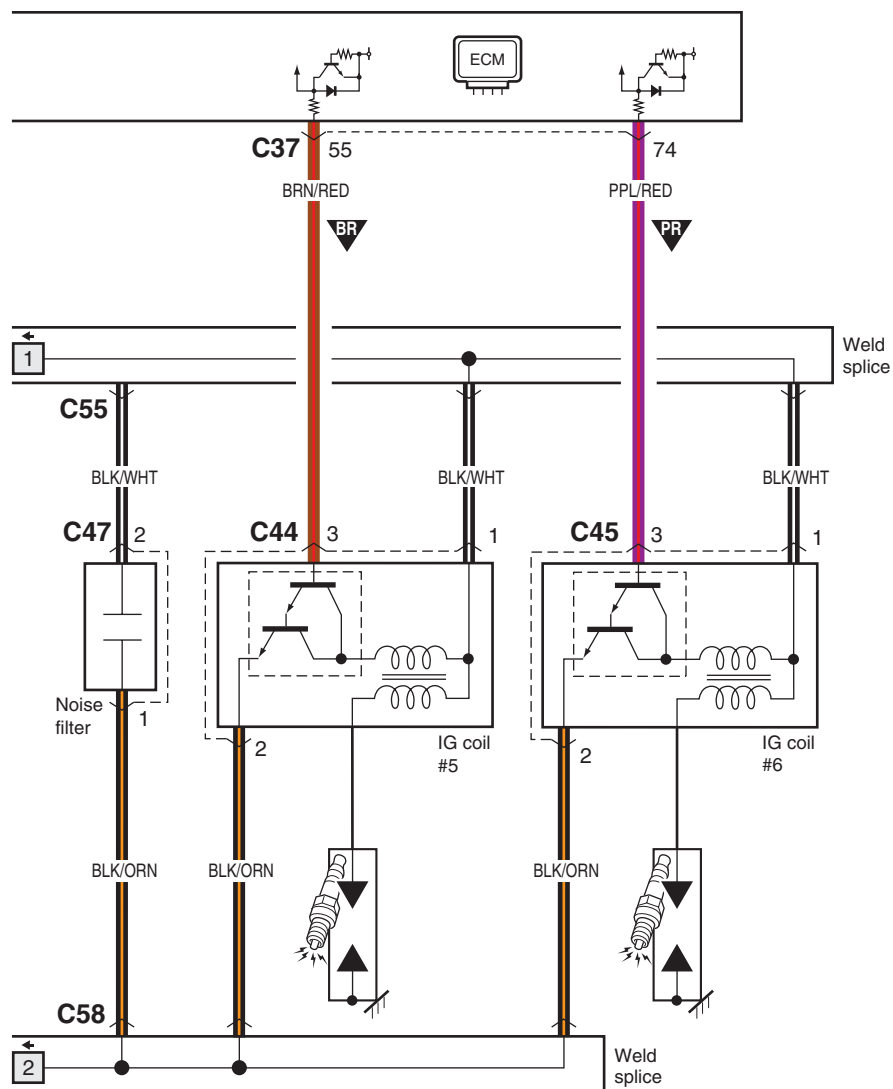 ECM
C37 55 74
BRN/RED PPL/RED
BR PR
1
Weld
splice
C55
BLK/WHT BLK/WHT BLK/WHT
C47 2 C44 3 1 C45 3 1
Noise
filter
1
2
IG coil
#5
2
IG coil
#6
BLK/ORN BLK/ORN BLK/ORN
C58
2
Weld
splice